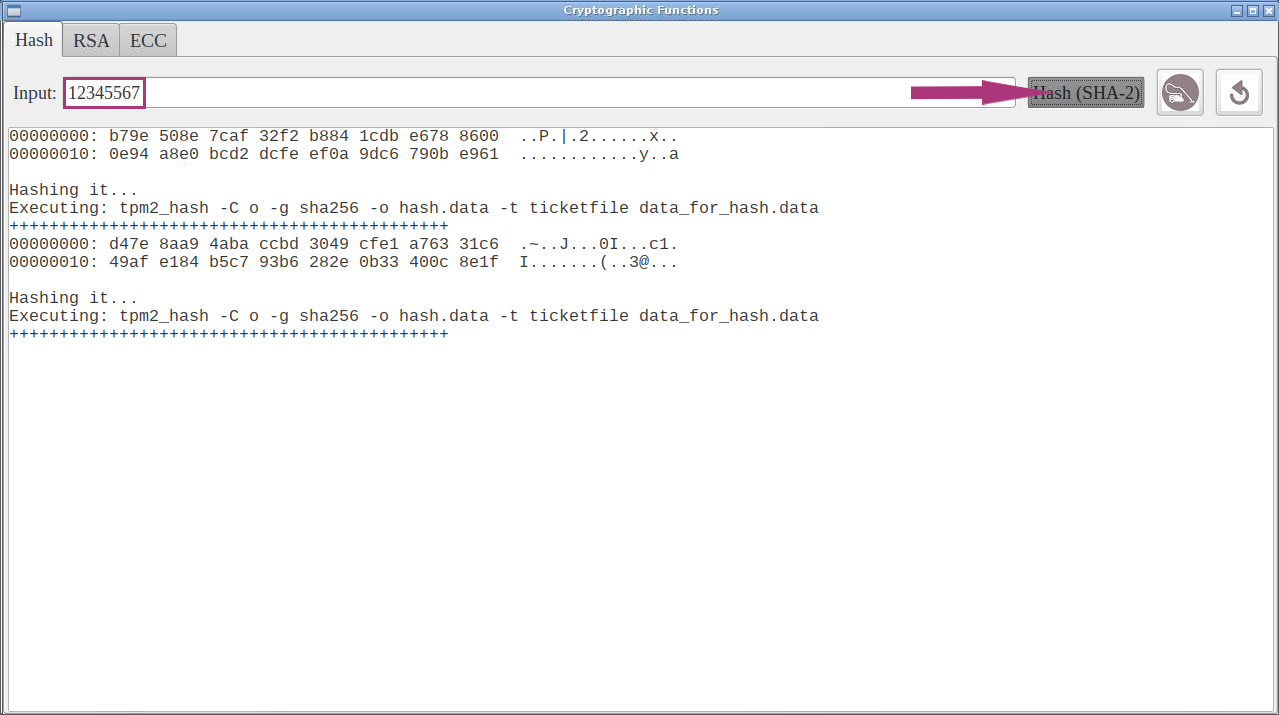 Cryptographic Functions
Hash RSA ECC
Input: 12345567 Hash (SHA-2)
00000000: b79e 508e 7caf 32f2 b884 1cdb e678 8600  ..P.|.2......x..
00000010: 0e94 a8e0 bcd2 dcfe ef0a 9dc6 790b e961  ............y..a
Hashing it...
Executing: tpm2_hash -C o -g sha256 -o hash.data -t ticketfile data_for_hash.data
++++++++++++++++++++++++++++++++++++++++++++
00000000: d47e 8aa9 4aba ccbd 3049 cfe1 a763 31c6  .~..J...0I...c1.
00000010: 49af e184 b5c7 93b6 282e 0b33 400c 8e1f  I.......(..3@...
Hashing it...
Executing: tpm2_hash -C o -g sha256 -o hash.data -t ticketfile data_for_hash.data
++++++++++++++++++++++++++++++++++++++++++++